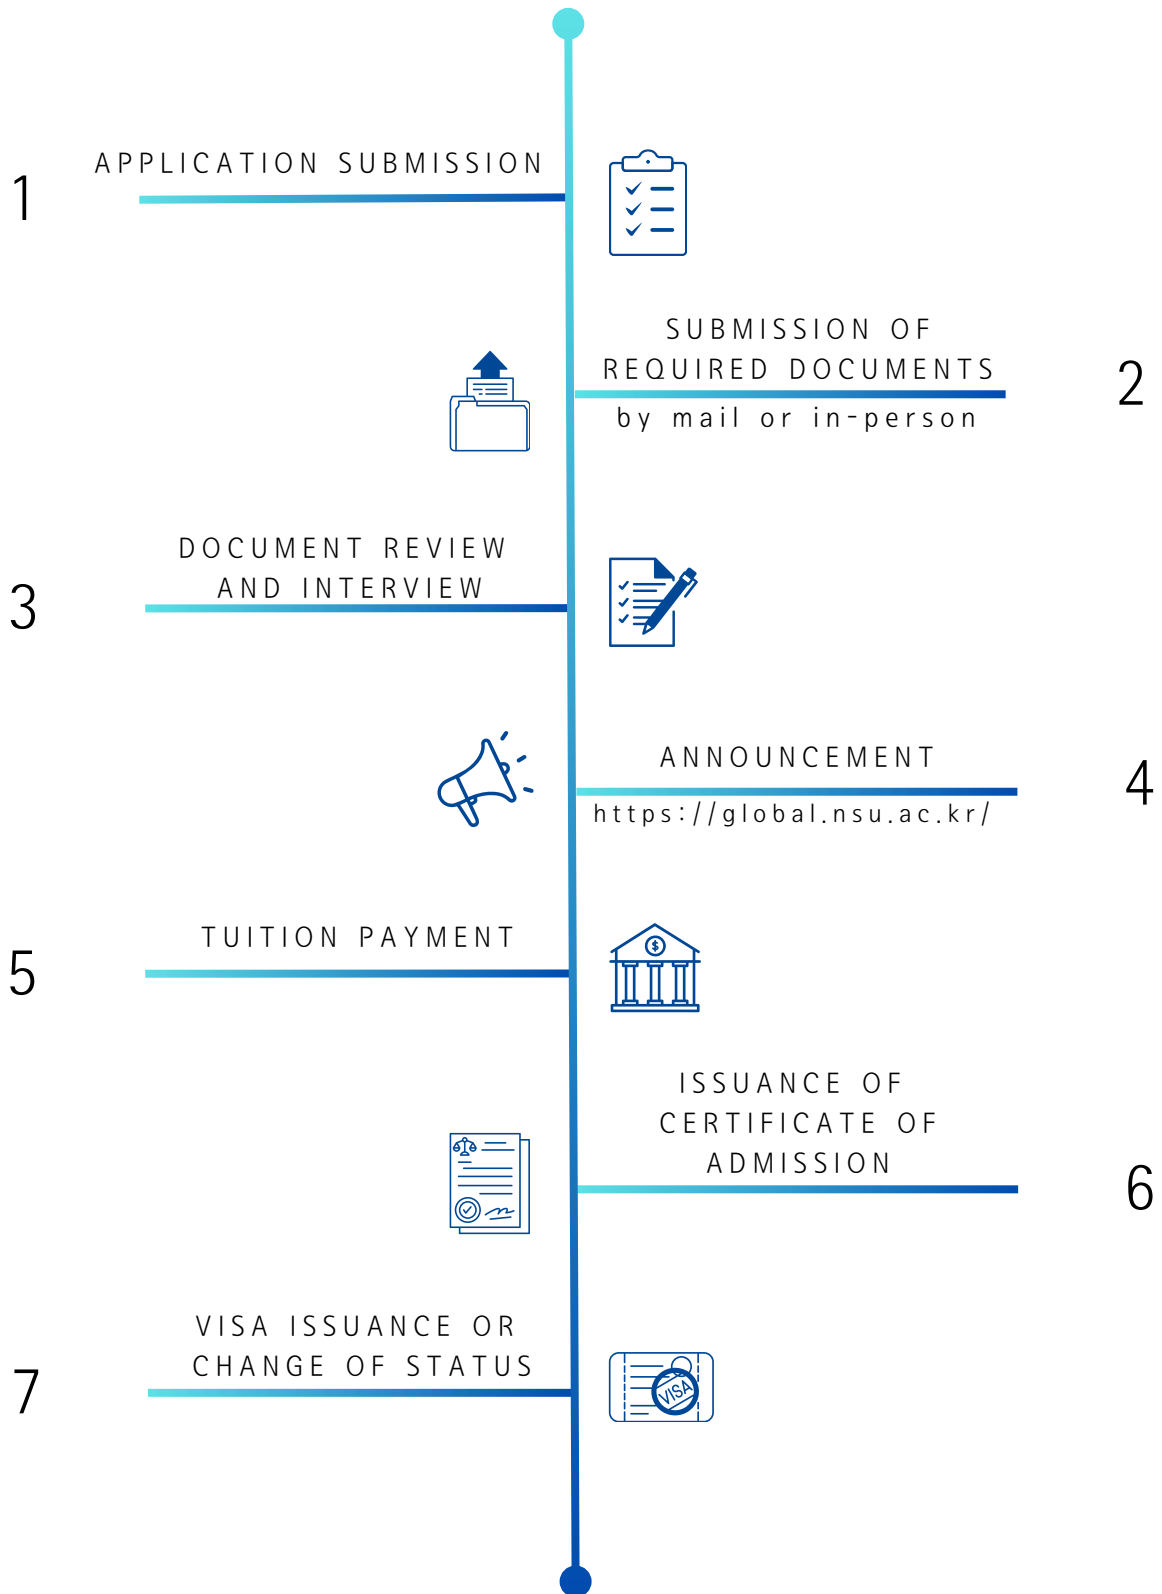 1
APPLICATION SUBMISSION
SUBMISSION OF
REQUIRED DOCUMENTS
by mail or in-person
2
DOCUMENT REVIEW
AND INTERVIEW
3
ANNOUNCEMENT
https://global.nsu.ac.kr/
4
TUITION PAYMENT
5
$
ISSUANCE OF
CERTIFICATE OF
ADMISSION
6
VISA ISSUANCE OR
CHANGE OF STATUS
7
VISA